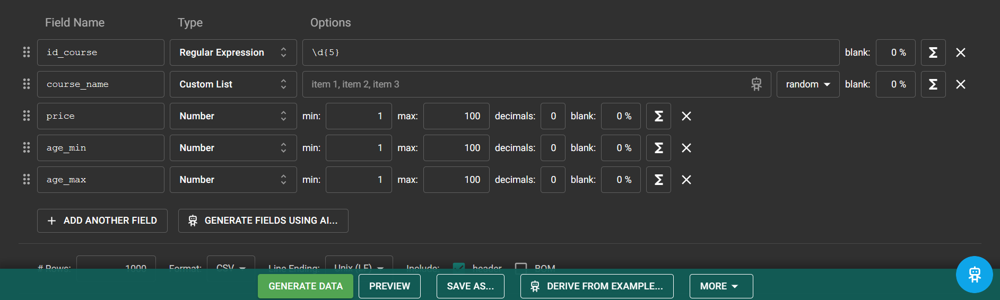 Field Name Type Options
id_course Regular Expression \d{5} blank: 0 %
course_name Custom List item 1, item 2, item 3 random blank: 0 %
price Number min: 1 max: 100 decimals: 0 blank: 0 %
age_min Number min: 1 max: 100 decimals: 0 blank: 0 %
age_max Number min: 1 max: 100 decimals: 0 blank: 0 %
ADD ANOTHER FIELD GENERATE FIELDS USING AI...
# Rows: 1000 Format: CSV Line Ending: Unix (LF) Include: header BOM
GENERATE DATA PREVIEW SAVE AS... DERIVE FROM EXAMPLE... MORE